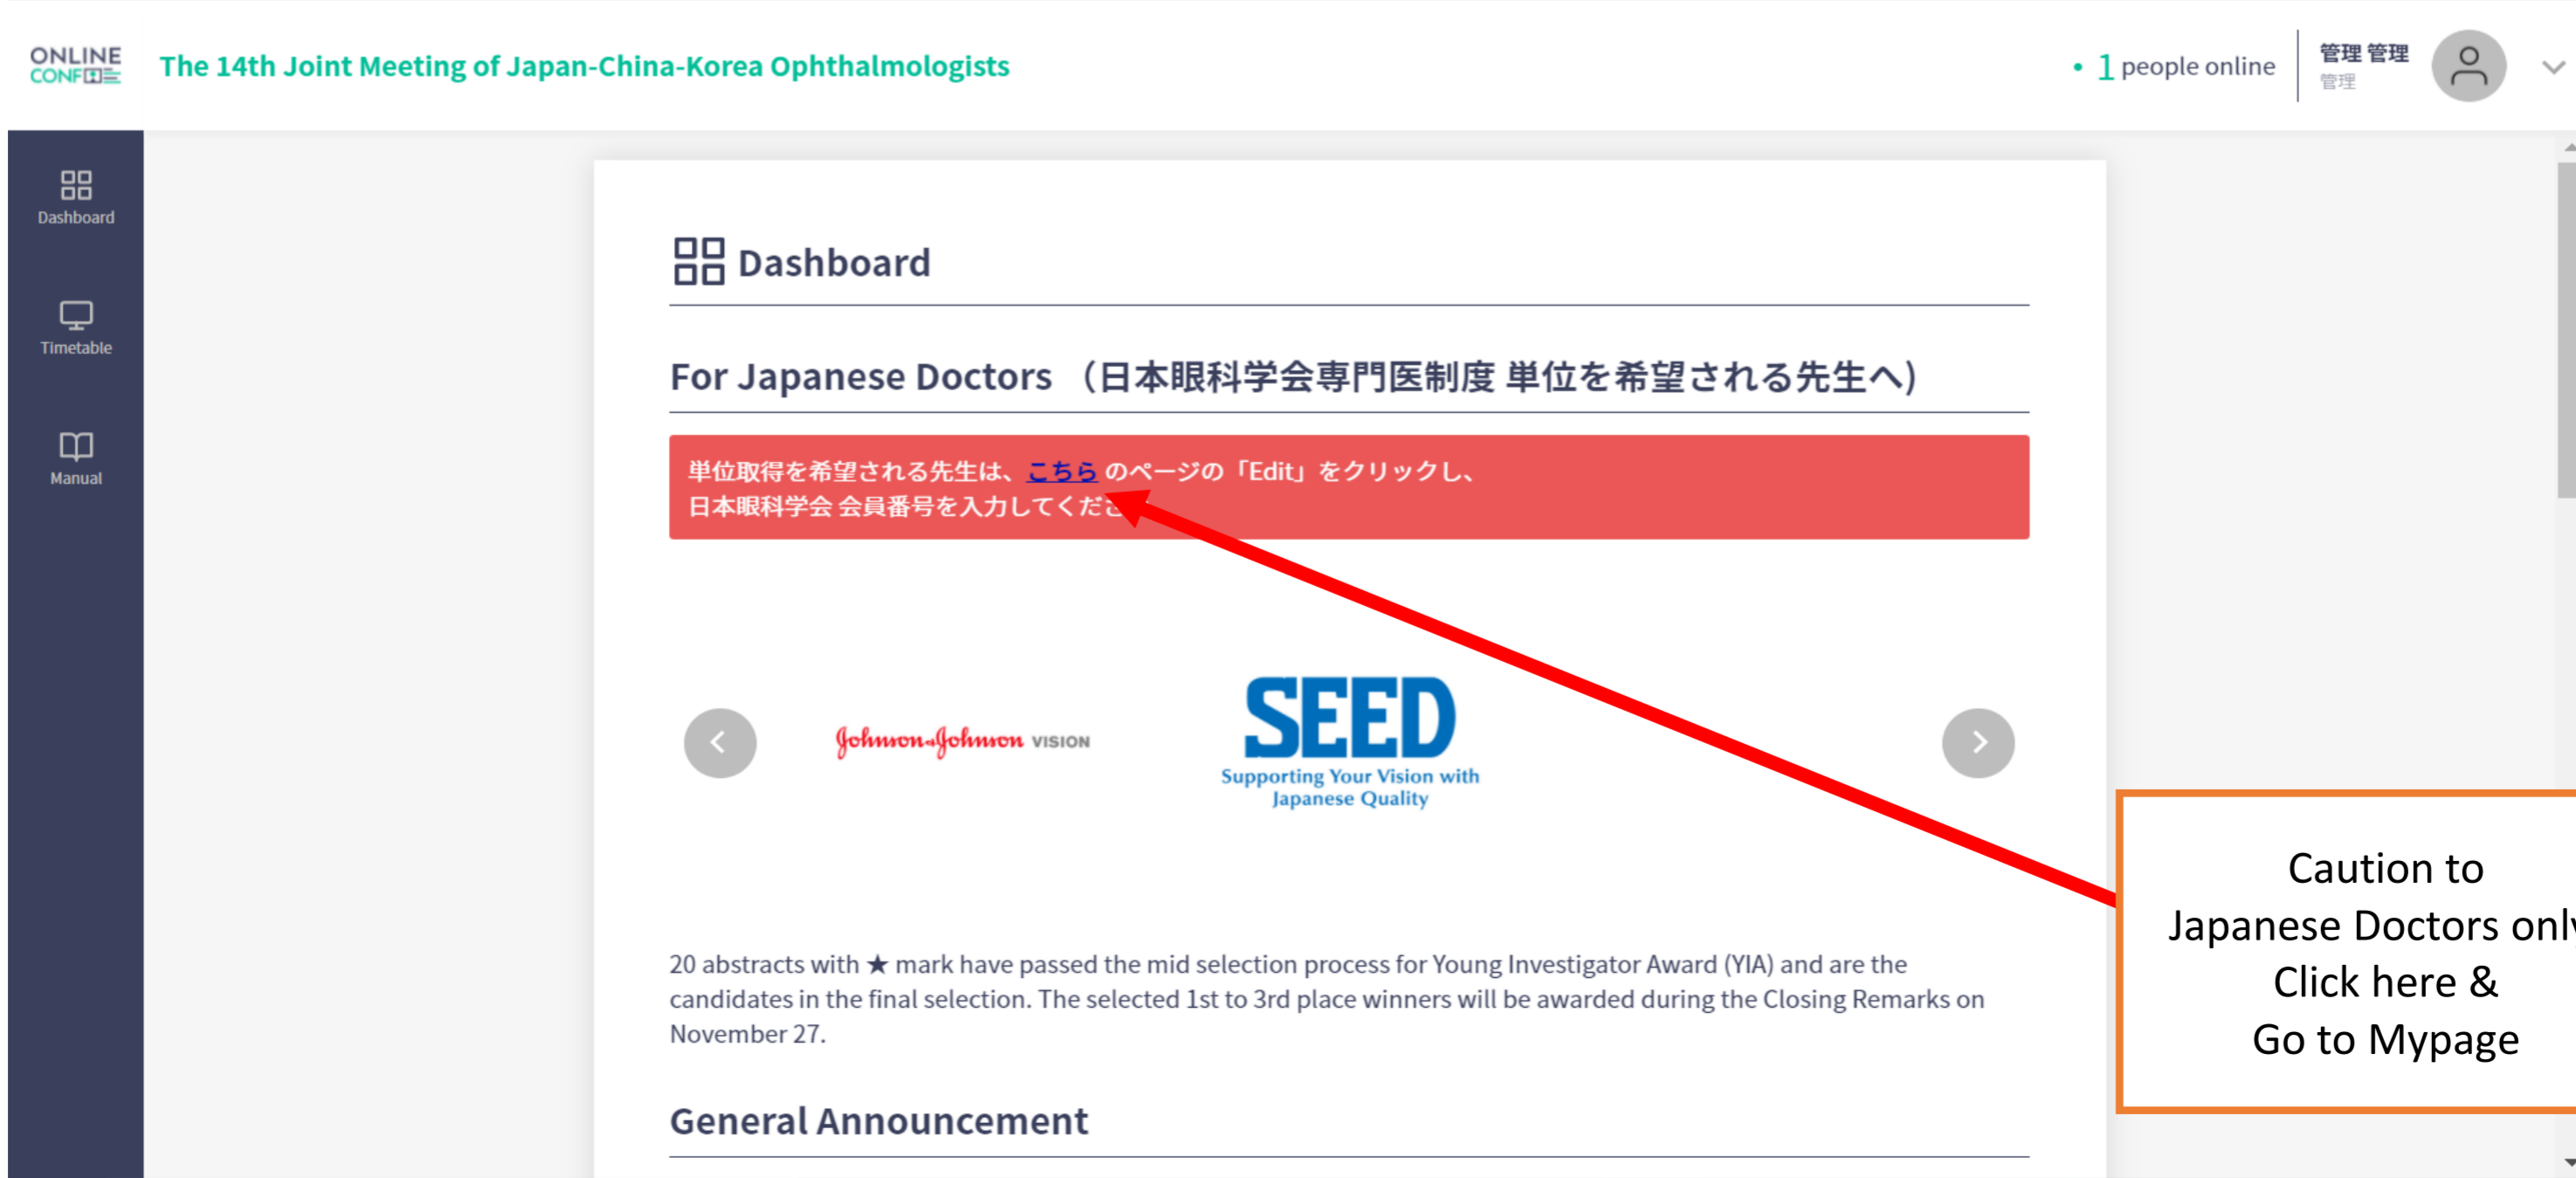 ONLINE
CONF
The 14th Joint Meeting of Japan-China-Korea Ophthalmologists
• 1 people online
管理 管理
管理
Dashboard
Timetable
Manual
Dashboard
For Japanese Doctors （日本眼科学会専門医制度 単位を希望される先生へ)
単位取得を希望される先生は、こちら のページの「Edit」をクリックし、
日本眼科学会 会員番号を入力してくださ
Johnson&Johnson VISION
SEED
Supporting Your Vision with
Japanese Quality
20 abstracts with ★ mark have passed the mid selection process for Young Investigator Award (YIA) and are the
candidates in the final selection. The selected 1st to 3rd place winners will be awarded during the Closing Remarks on
November 27.
General Announcement
Caution to
Japanese Doctors only
Click here &
Go to Mypage